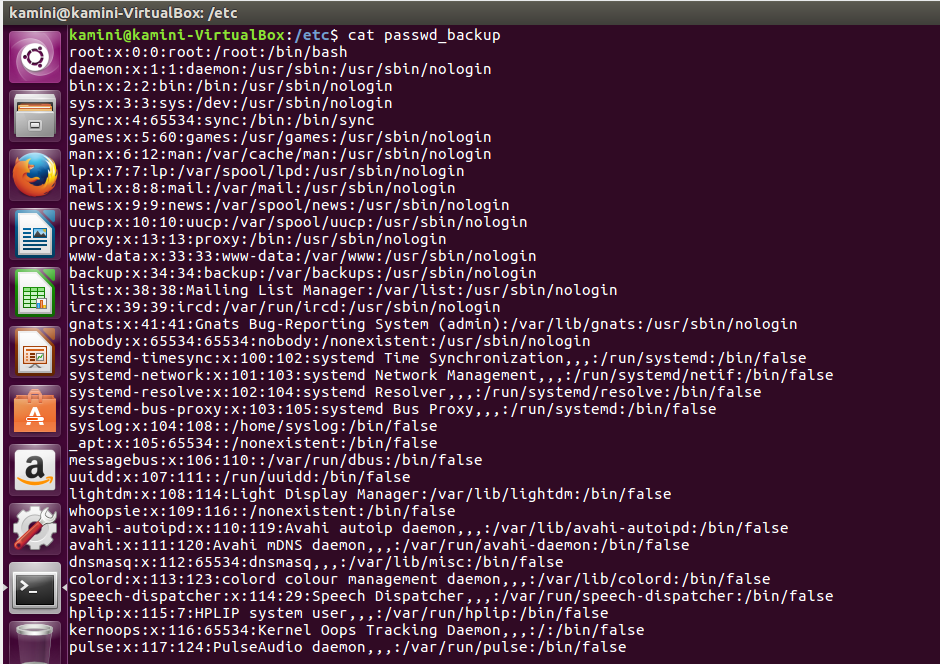 kamini@kamini-VirtualBox: /etc
kamini@kamini-VirtualBox:/etc$ cat passwd_backup
root:x:0:0:root:/root:/bin/bash
daemon:x:1:1:daemon:/usr/sbin:/usr/sbin/nologin
bin:x:2:2:bin:/bin:/usr/sbin/nologin
sys:x:3:3:sys:/dev:/usr/sbin/nologin
sync:x:4:65534:sync:/bin:/bin/sync
games:x:5:60:games:/usr/games:/usr/sbin/nologin
man:x:6:12:man:/var/cache/man:/usr/sbin/nologin
lp:x:7:7:lp:/var/spool/lpd:/usr/sbin/nologin
mail:x:8:8:mail:/var/mail:/usr/sbin/nologin
news:x:9:9:news:/var/spool/news:/usr/sbin/nologin
uucp:x:10:10:uucp:/var/spool/uucp:/usr/sbin/nologin
proxy:x:13:13:proxy:/bin:/usr/sbin/nologin
www-data:x:33:33:www-data:/var/www:/usr/sbin/nologin
backup:x:34:34:backup:/var/backups:/usr/sbin/nologin
list:x:38:38:Mailing List Manager:/var/list:/usr/sbin/nologin
irc:x:39:39:ircd:/var/run/ircd:/usr/sbin/nologin
gnats:x:41:41:Gnats Bug-Reporting System (admin):/var/lib/gnats:/usr/sbin/nologin
nobody:x:65534:65534:nobody:/nonexistent:/usr/sbin/nologin
systemd-timesync:x:100:102:systemd Time Synchronization,,,:/run/systemd:/bin/false
systemd-network:x:101:103:systemd Network Management,,,:/run/systemd/netif:/bin/false
systemd-resolve:x:102:104:systemd Resolver,,,:/run/systemd/resolve:/bin/false
systemd-bus-proxy:x:103:105:systemd Bus Proxy,,,:/run/systemd:/bin/false
syslog:x:104:108::/home/syslog:/bin/false
_apt:x:105:65534::/nonexistent:/bin/false
messagebus:x:106:110::/var/run/dbus:/bin/false
uuidd:x:107:111::/run/uuidd:/bin/false
lightdm:x:108:114:Light Display Manager:/var/lib/lightdm:/bin/false
whoopsie:x:109:116::/nonexistent:/bin/false
avahi-autoipd:x:110:119:Avahi autoip daemon,,,:/var/lib/avahi-autoipd:/bin/false
avahi:x:111:120:Avahi mDNS daemon,,,:/var/run/avahi-daemon:/bin/false
dnsmasq:x:112:65534:dnsmasq,,,:/var/lib/misc:/bin/false
colord:x:113:123:colord colour management daemon,,,:/var/lib/colord:/bin/false
speech-dispatcher:x:114:29:Speech Dispatcher,,,:/var/run/speech-dispatcher:/bin/false
hplip:x:115:7:HPLIP system user,,,:/var/run/hplip:/bin/false
kernoops:x:116:65534:Kernel Oops Tracking Daemon,,,:/:/bin/false
pulse:x:117:124:PulseAudio daemon,,,:/var/run/pulse:/bin/false